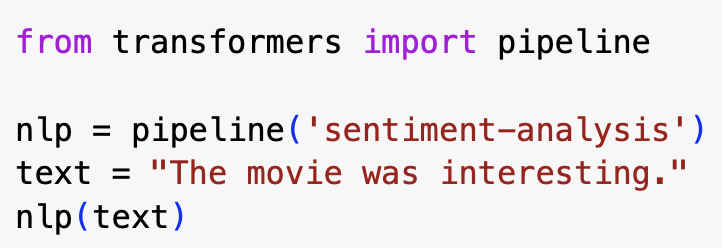 from transformers import pipeline
nlp = pipeline('sentiment-analysis')
text = "The movie was interesting."
nlp(text)